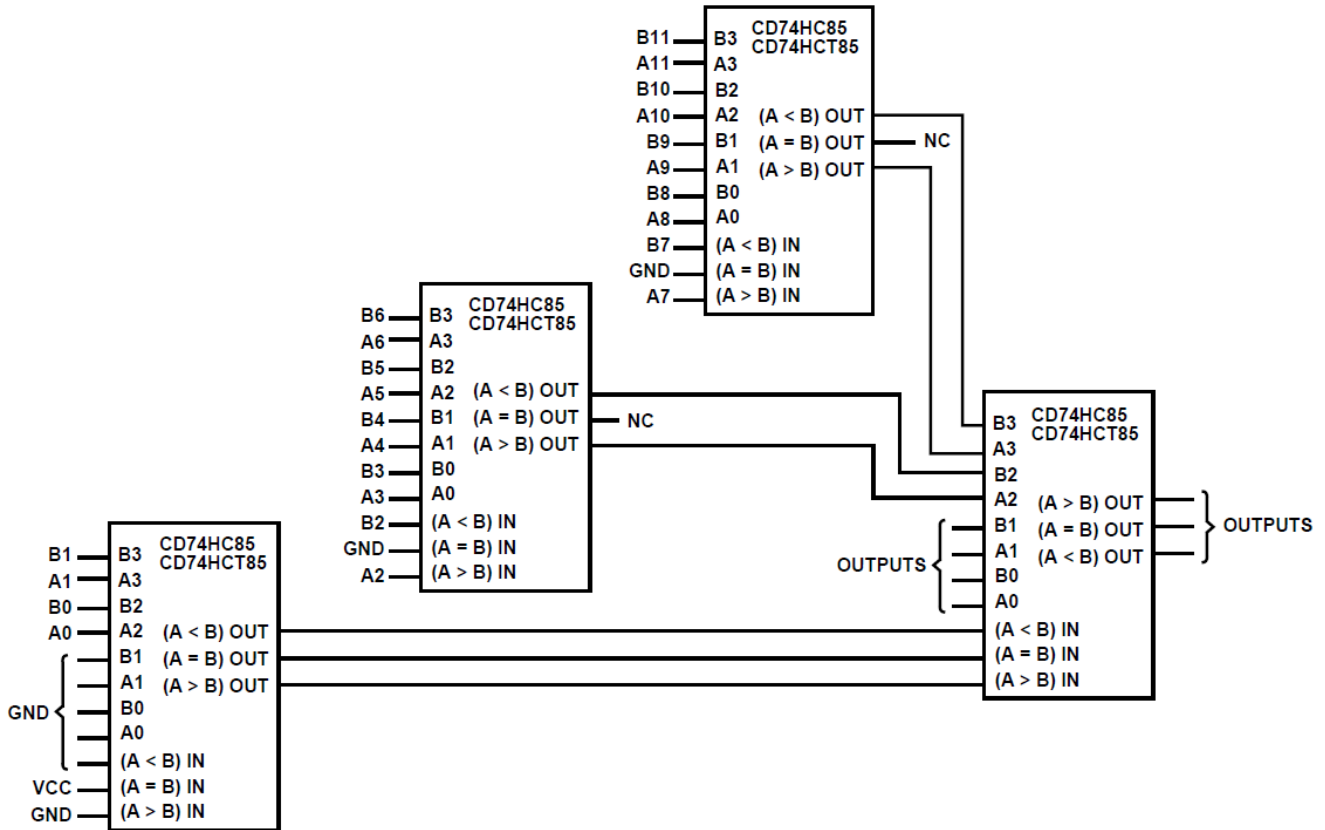 CD74HC85
CD74HCT85
B11 B3
A11 A3
B10 B2
A10 A2 (A < B) OUT
B9 B1 (A = B) OUT NC
A9 A1 (A > B) OUT
B8 B0
A8 A0
B7 (A < B) IN
GND (A = B) IN
A7 (A > B) IN
CD74HC85
CD74HCT85
B6 B3
A6 A3
B5 B2
A5 A2 (A < B) OUT
B4 B1 (A = B) OUT NC
A4 A1 (A > B) OUT
B3 B0
A3 A0
B2 (A < B) IN
GND (A = B) IN
A2 (A > B) IN
CD74HC85
CD74HCT85
B1 B3
A1 A3
B0 B2
A0 A2 (A < B) OUT
B1 (A = B) OUT
A1 (A > B) OUT
GND B0
A0
(A < B) IN
VCC (A = B) IN
GND (A > B) IN
CD74HC85
CD74HCT85
B3
A3
B2
A2 (A > B) OUT
B1 (A = B) OUT OUTPUTS
OUTPUTS A1 (A < B) OUT
B0
A0
(A < B) IN
(A = B) IN
(A > B) IN